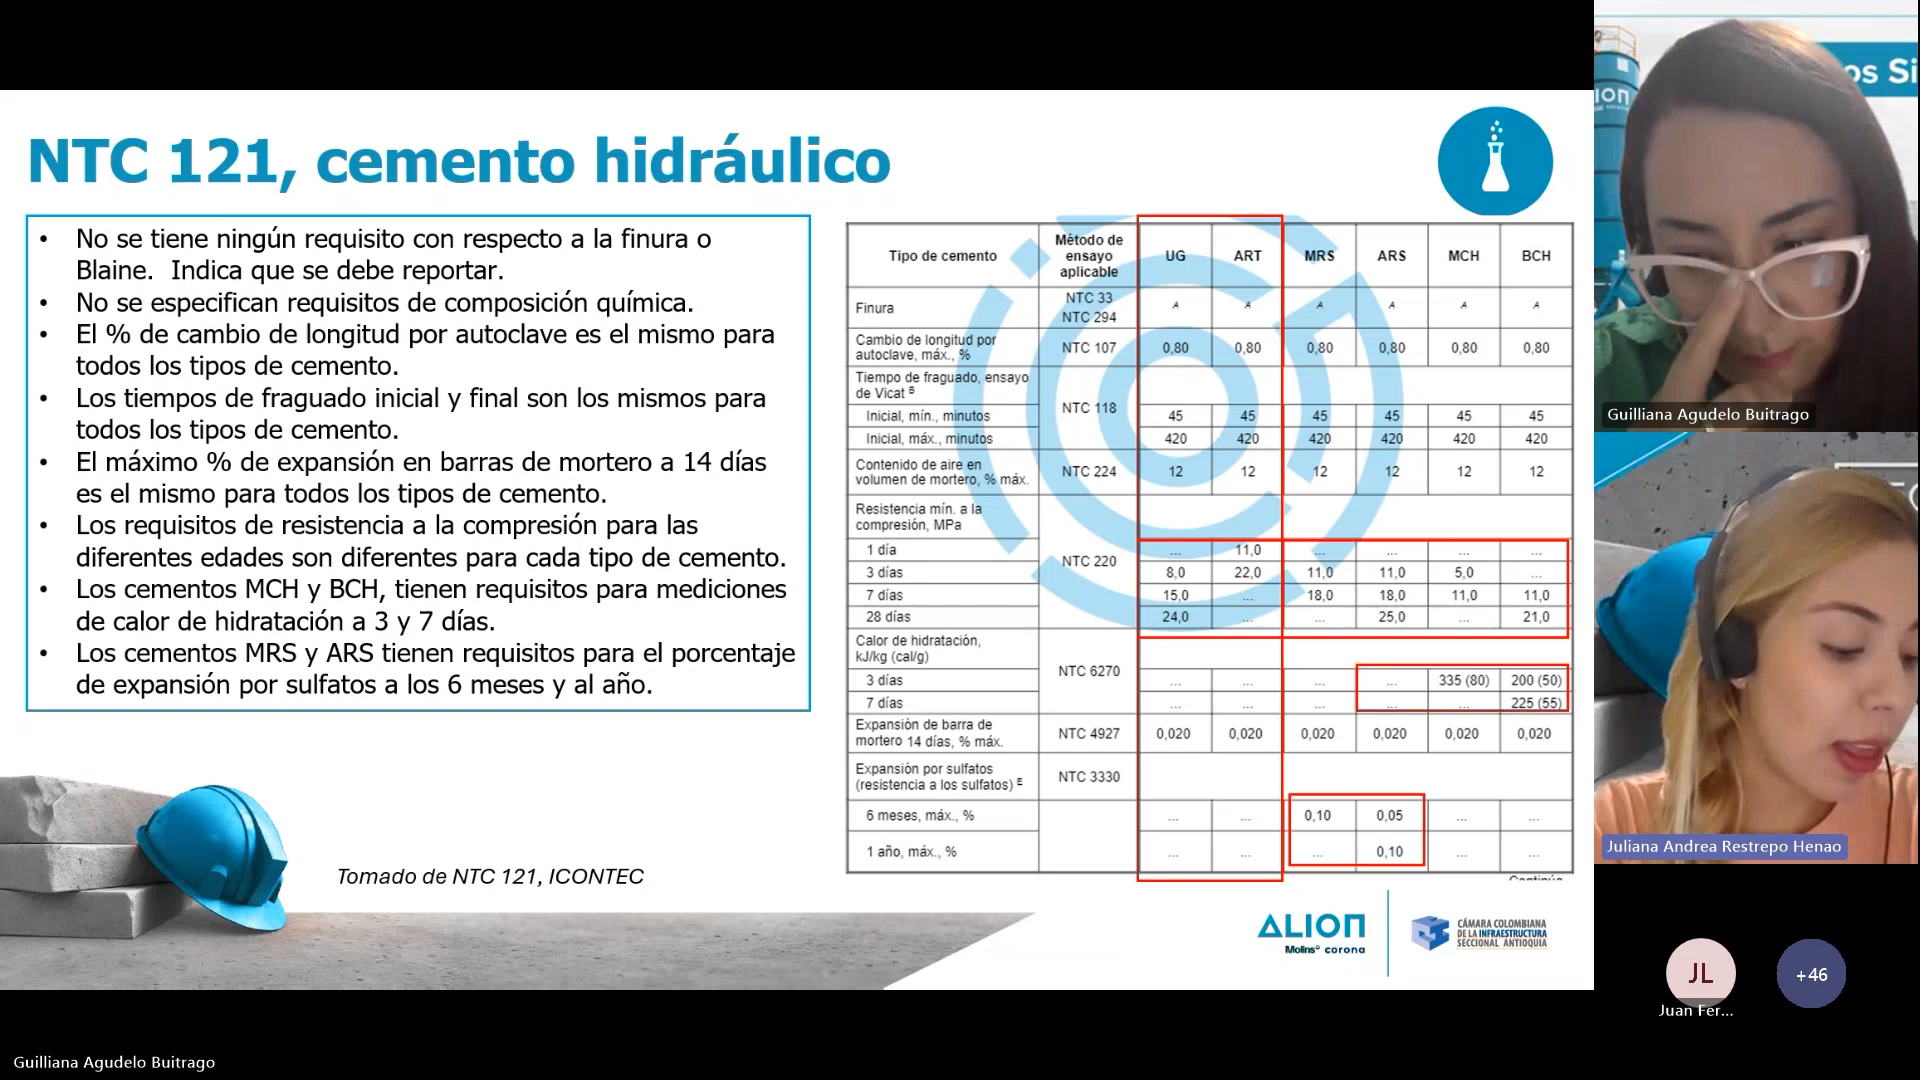 NTC 121, cemento hidráulico
• No se tiene ningún requisito con respecto a la finura o
Blaine. Indica que se debe reportar.
• No se especifican requisitos de composición química.
• El % de cambio de longitud por autoclave es el mismo para
todos los tipos de cemento.
• Los tiempos de fraguado inicial y final son los mismos para
todos los tipos de cemento.
• El máximo % de expansión en barras de mortero a 14 días
es el mismo para todos los tipos de cemento.
• Los requisitos de resistencia a la compresión para las
diferentes edades son diferentes para cada tipo de cemento.
• Los cementos MCH y BCH, tienen requisitos para mediciones
de calor de hidratación a 3 y 7 días.
• Los cementos MRS y ARS tienen requisitos para el porcentaje
de expansión por sulfatos a los 6 meses y al año.
Tomado de NTC 121, ICONTEC
Tipo de cemento Método de ensayo aplicable UG ART MRS ARS MCH BCH
Finura NTC 33 NTC 294 A A A A A A
Cambio de longitud por autoclave, máx., % NTC 107 0,80 0,80 0,80 0,80 0,80 0,80
Tiempo de fraguado, ensayo de Vicat B NTC 118
Inicial, mín., minutos 45 45 45 45 45 45
Inicial, máx., minutos 420 420 420 420 420 420
Contenido de aire en volumen de mortero, % máx. NTC 224 12 12 12 12 12 12
Resistencia mín. a la compresión, MPa NTC 220
1 día ... 11,0 ... ... ... ...
3 días 8,0 22,0 11,0 11,0 5,0 ...
7 días 15,0 ... 18,0 18,0 11,0 11,0
28 días 24,0 ... ... 25,0 ... 21,0
Calor de hidratación, kJ/kg (cal/g) NTC 6270
3 días ... ... ... ... 335 (80) 200 (50)
7 días ... ... ... ... ... 225 (55)
Expansión de barra de mortero 14 días, % máx. NTC 4927 0,020 0,020 0,020 0,020 0,020 0,020
Expansión por sulfatos (resistencia a los sulfatos) E NTC 3330
6 meses, máx., % ... ... 0,10 0,05 ... ...
1 año, máx., % ... ... ... 0,10 ... ...
Continúa
ALION
Molins corona
CÁMARA COLOMBIANA
DE LA INFRAESTRUCTURA
SECCIONAL ANTIOQUIA
os Si
ION
Guilliana Agudelo Buitrago
Juliana Andrea Restrepo Henao
JL
Juan Fer...
+46
Guilliana Agudelo Buitrago